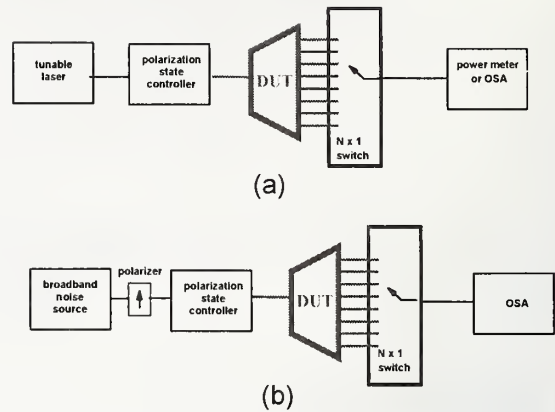 tunable
laser
polarization
state
controller
DUT
N x 1
switch
power meter
or OSA
(a)
broadband
noise
source
polarizer
polarization
state
controller
DUT
N x 1
switch
OSA
(b)